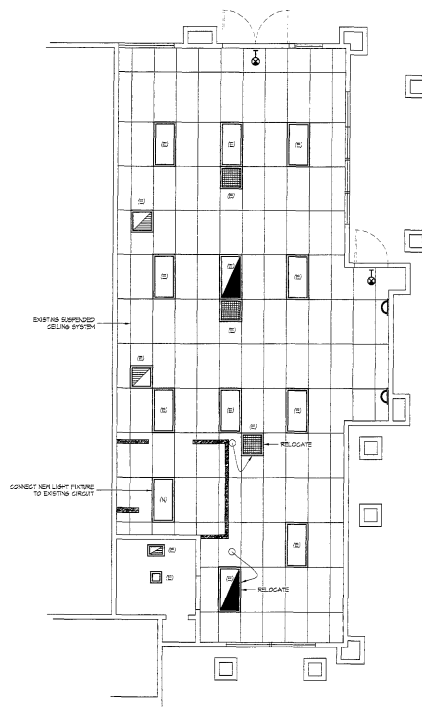 (E)
(E)
(E)
(E)
(E)
(E)
(E)
(E)
(E)
(E)
EXISTING SUSPENDED
CEILING SYSTEM
(E)
(E)
(E)
(E)
(E)
RELOCATE
CONNECT NEW LIGHT FIXTURE
TO EXISTING CIRCUIT
(N)
(E)
(E)
(E)
(E)
RELOCATE